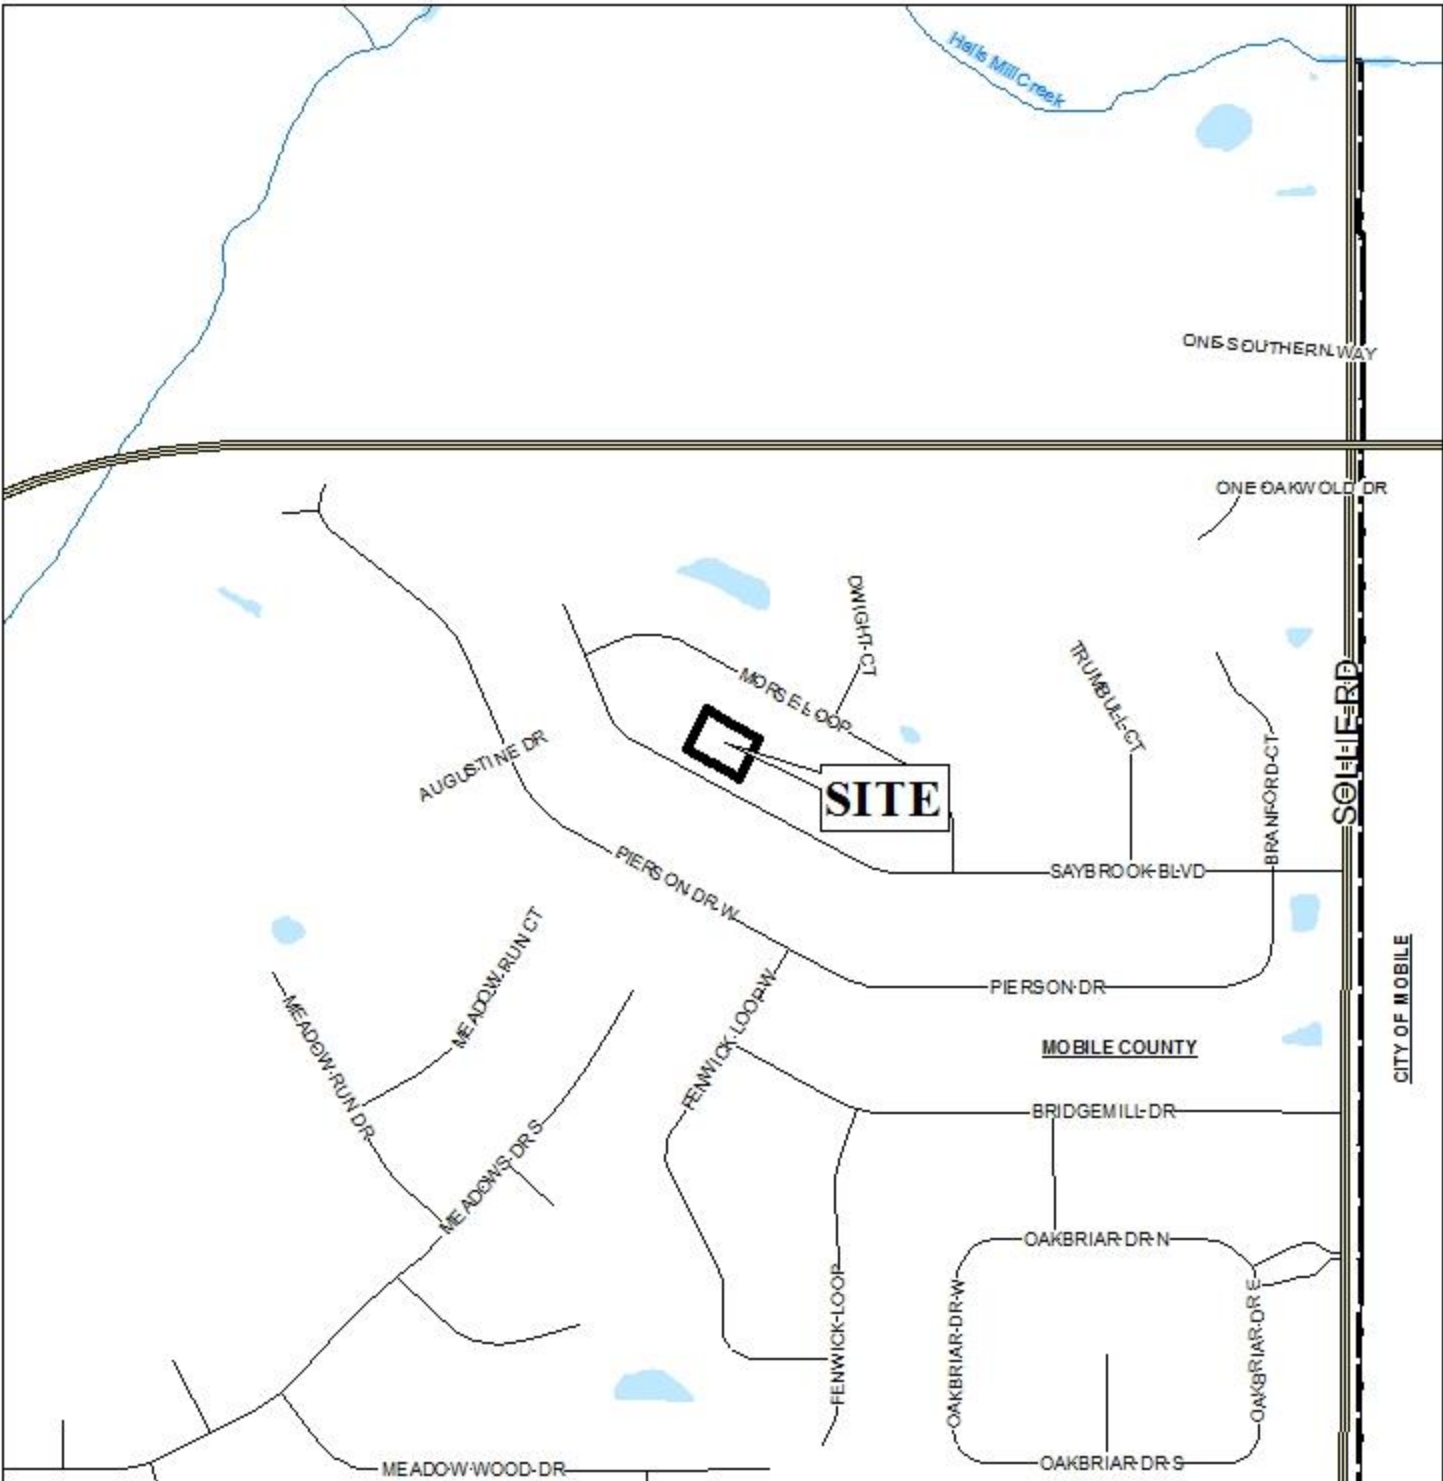 Halls Mill Creek
ONE SOUTHERN WAY
ONE OAKWOLD DR
DWIGHT CT
TRUMBULL CT
MORSE LOOP
SOLLIE RD
AUGUSTINE DR
BRANFORD CT
SITE
PIERSON DR W
SAYBROOK BLVD
MEADOW RUN CT
FENWICK LOOP W
PIERSON DR
CITY OF MOBILE
MEADOW RUN DR
MOBILE COUNTY
BRIDGEMILL DR
MEADOWS DR S
OAKBRIAR DR N
FENWICK LOOP
OAKBRIAR DR W
OAKBRIAR DR E
MEADOW WOOD DR
OAKBRIAR DR S